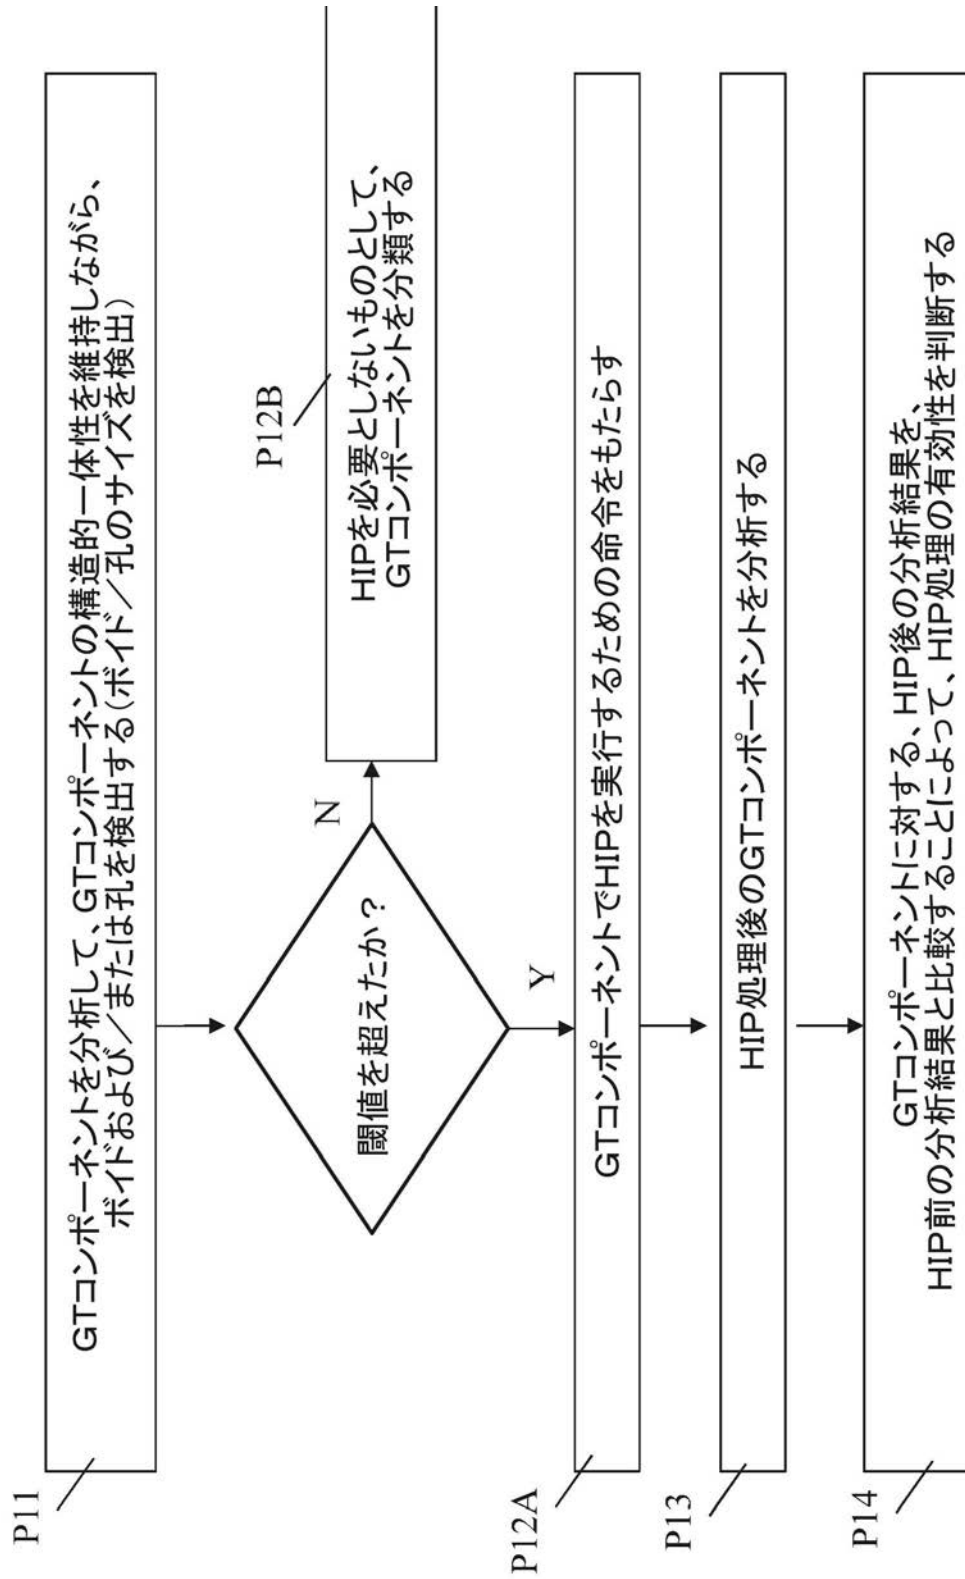 P11
GTコンポーネントを分析して、GTコンポーネントの構造的一体性を維持しながら、
ボイドおよび/または孔を検出する(ボイド/孔のサイズを検出)
閾値を超えたか?
N
P12B
HIPを必要としないものとして、
GTコンポーネントを分類する
Y
P12A
GTコンポーネントでHIPを実行するための命令をもたらす
P13
HIP処理後のGTコンポーネントを分析する
P14
GTコンポーネントに対する、HIP後の分析結果を、
HIP前の分析結果と比較することによって、HIP処理の有効性を判断する